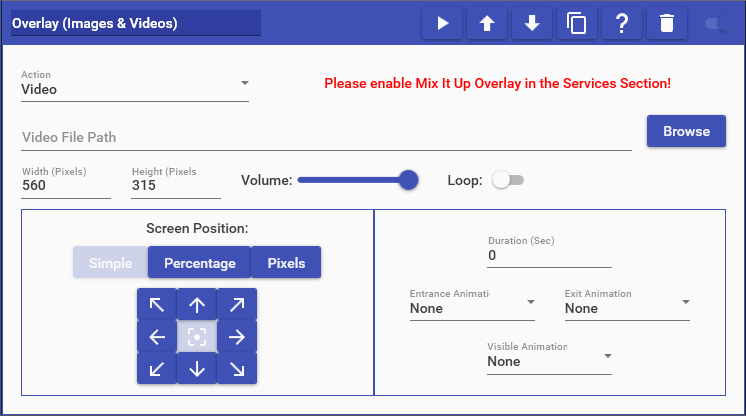 Overlay (Images & Videos)
?
Action
Video
Please enable Mix It Up Overlay in the Services Section!
Video File Path
Browse
Width (Pixels)
560
Height (Pixels
315
Volume:
Loop:
Screen Position:
Simple
Percentage
Pixels
Duration (Sec)
0
Entrance Animati
None
Exit Animation
None
Visible Animation
None